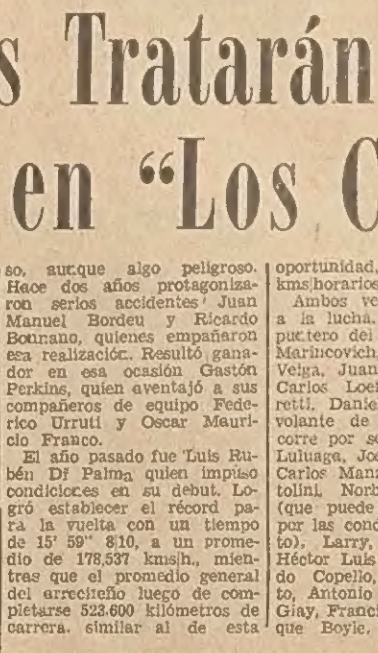 s Tratarán
en “Los C
so, aunque algo peligroso.
Hace dos años protagoniza-
ron serios accidentes Juan
Manuel Bordeu y Ricardo
Bonnano, quienes empañaron
esa realización. Resultó gana-
dor en esa ocasión Gastón
Perkins, quien aventajó a sus
compañeros de equipo Fede-
rico Urruti y Oscar Mauri-
cio Franco.
El año pasado fue Luis Ru-
bén Di Palma quien impuso
condiciones en su debut. Lo-
gró establecer el récord pa-
ra la vuelta con un tiempo
de 15' 59" 8|10, a un prome-
dio de 178,537 kms|h., mien-
tras que el promedio general
del arreciteño luego de com-
pletarse 523.600 kilómetros de
carrera. similar al de esta
oportunidad,
kms|horarios
Ambos ve
a la lucha.
puntero del
Marincovich,
Veiga, Juan
Carlos Loef
retti, Danie
volante de
corre por se
Luluaga, Jo
Carlos Manz
tolini, Norb
(que puede
por las cond
to), Larry,
Héctor Luis
do Copello,
to, Antonio
Giay, Franci
que Boyle.